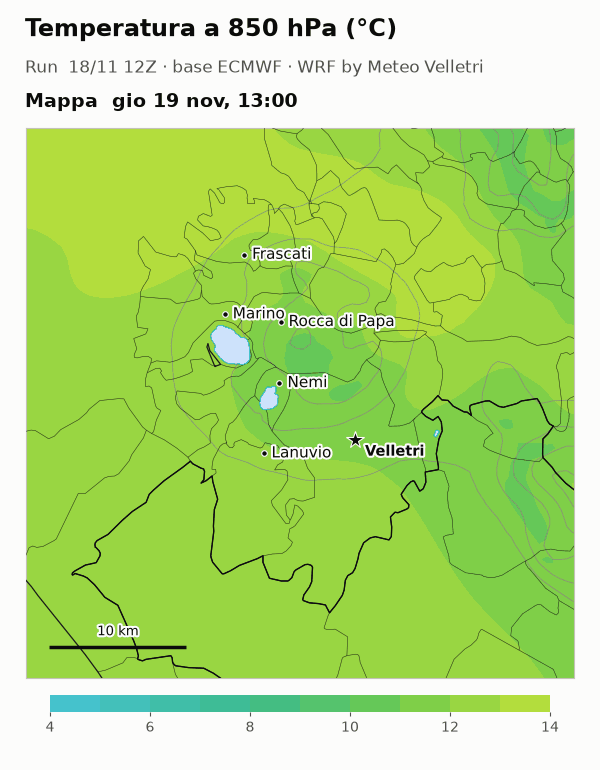 Temperatura a 850 hPa (°C)
Run  18/11 12Z · base ECMWF · WRF by Meteo Velletri
Mappa  gio 19 nov, 13:00
Frascati
Marino
Rocca di Papa
Nemi
Velletri
Lanuvio
10 km
4 6 8 10 12 14